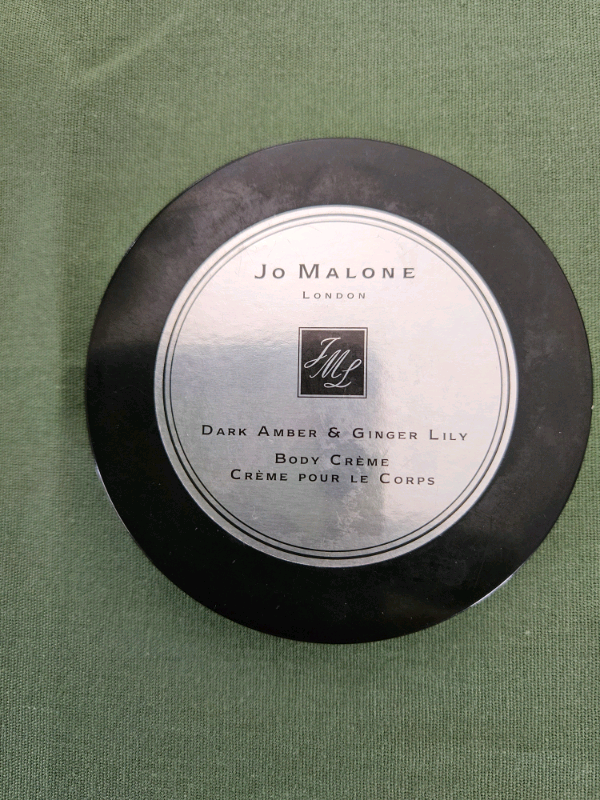 Jo Malone
London
JML
Dark Amber & Ginger Lily
Body Crème
Crème pour le Corps